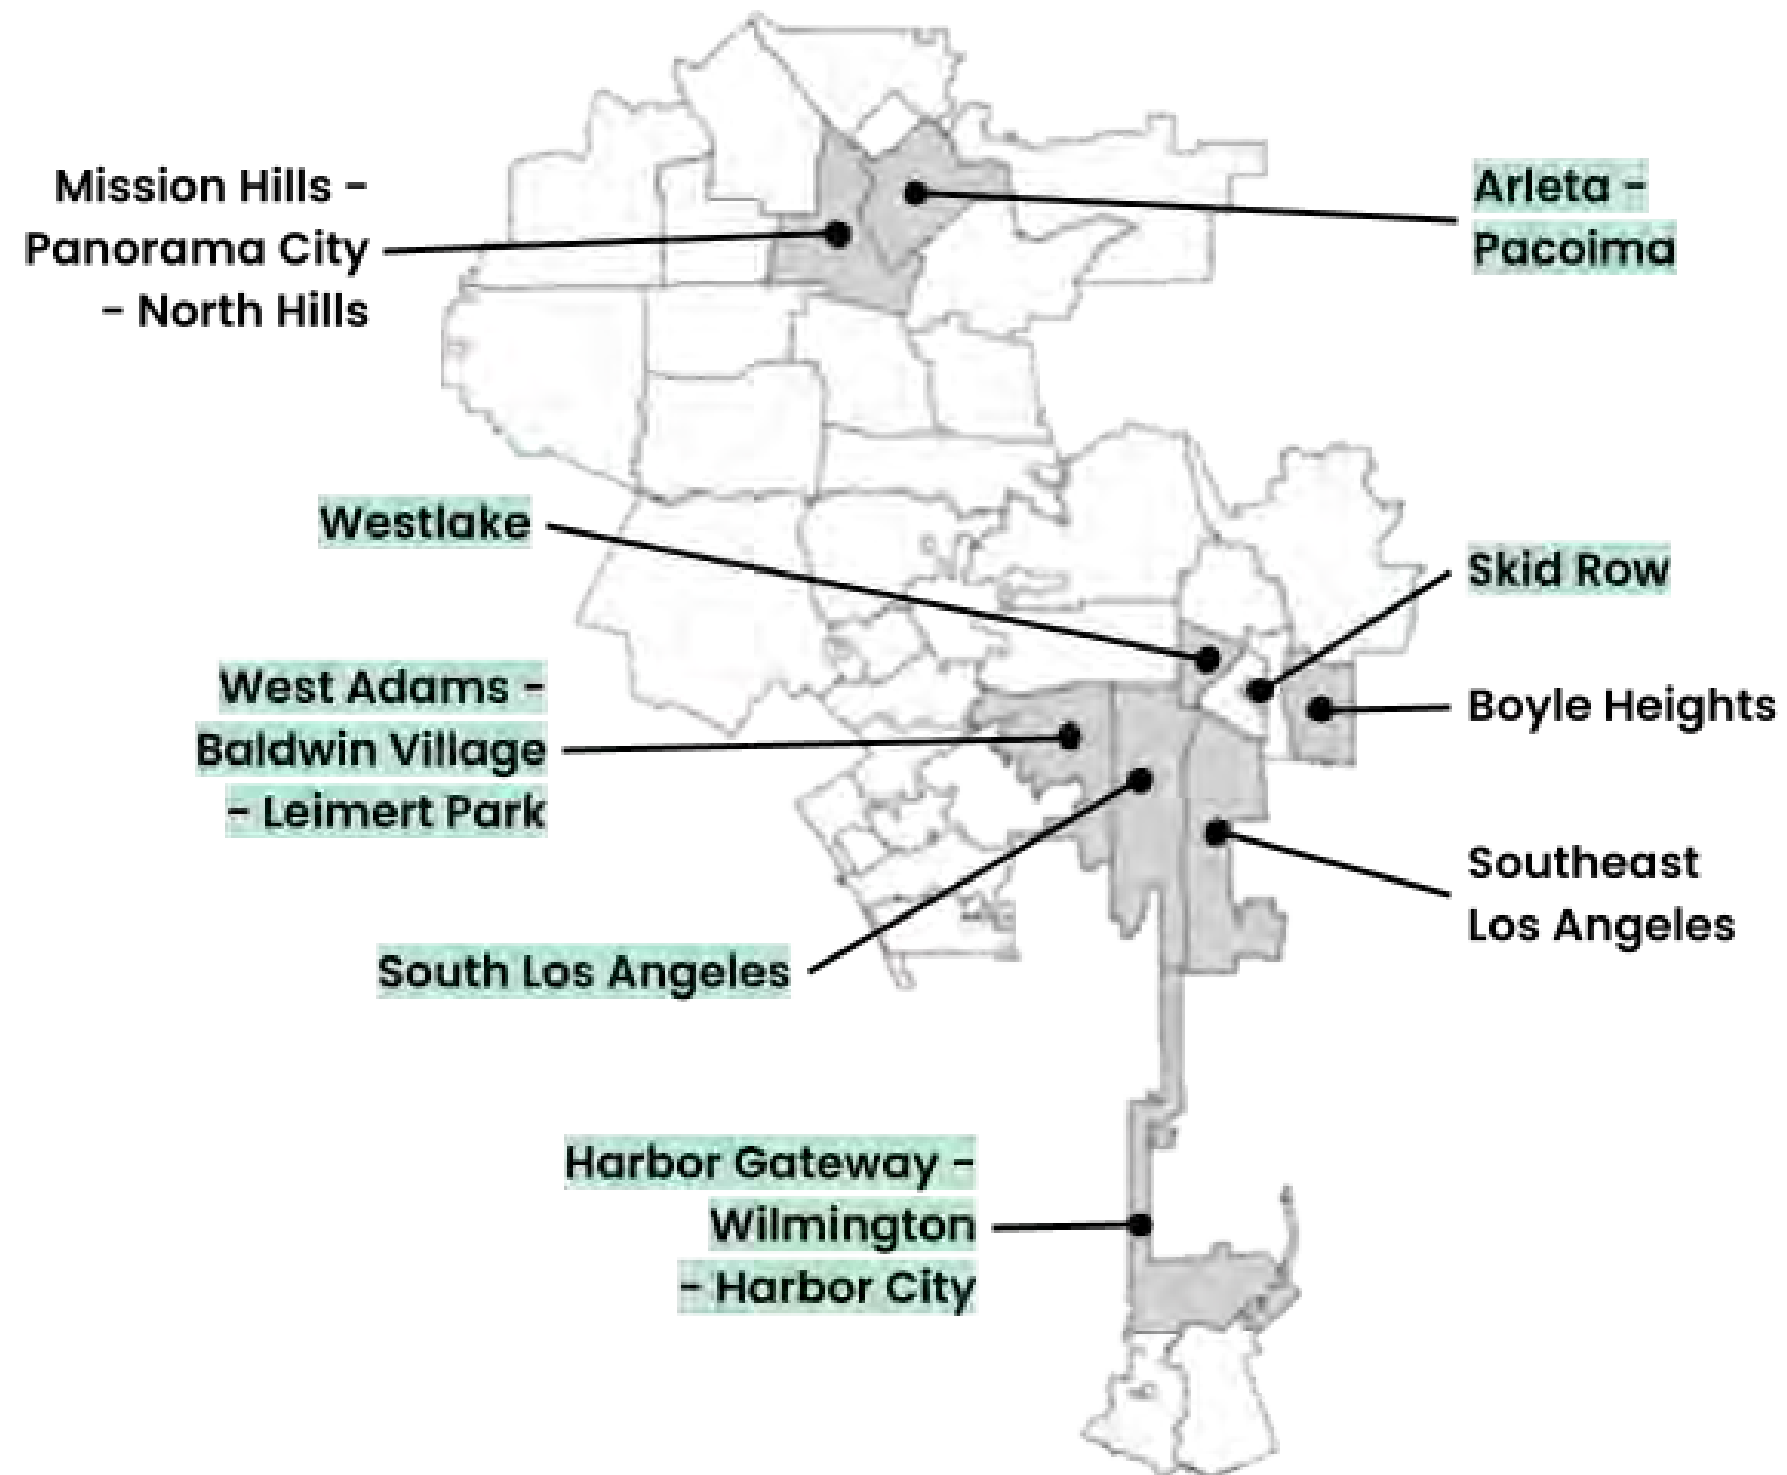 Mission Hills -
Panorama City
- North Hills
Arleta -
Pacoima
Westlake
Skid Row
West Adams -
Baldwin Village
- Leimert Park
Boyle Heights
Southeast
Los Angeles
South Los Angeles
Harbor Gateway -
Wilmington
- Harbor City